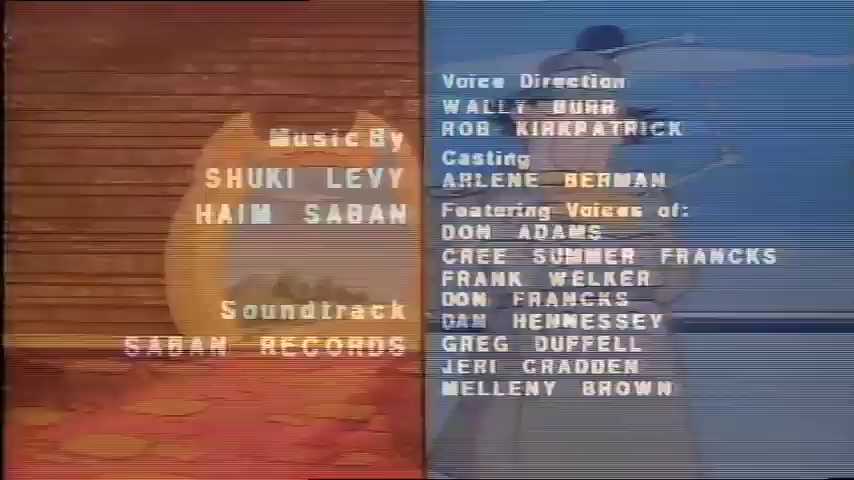 Music By
SHUKI LEVY
HAIM SABAN
Soundtrack
SABAN RECORDS
Voice Direction
WALLY BURR
ROB KIRKPATRICK
Casting
ARLENE BERMAN
Featuring Voices of:
DON ADAMS
CREE SUMMER FRANCKS
FRANK WELKER
DON FRANCKS
DAN HENNESSEY
GREG DUFFELL
JERI CRADDEN
MELLENY BROWN